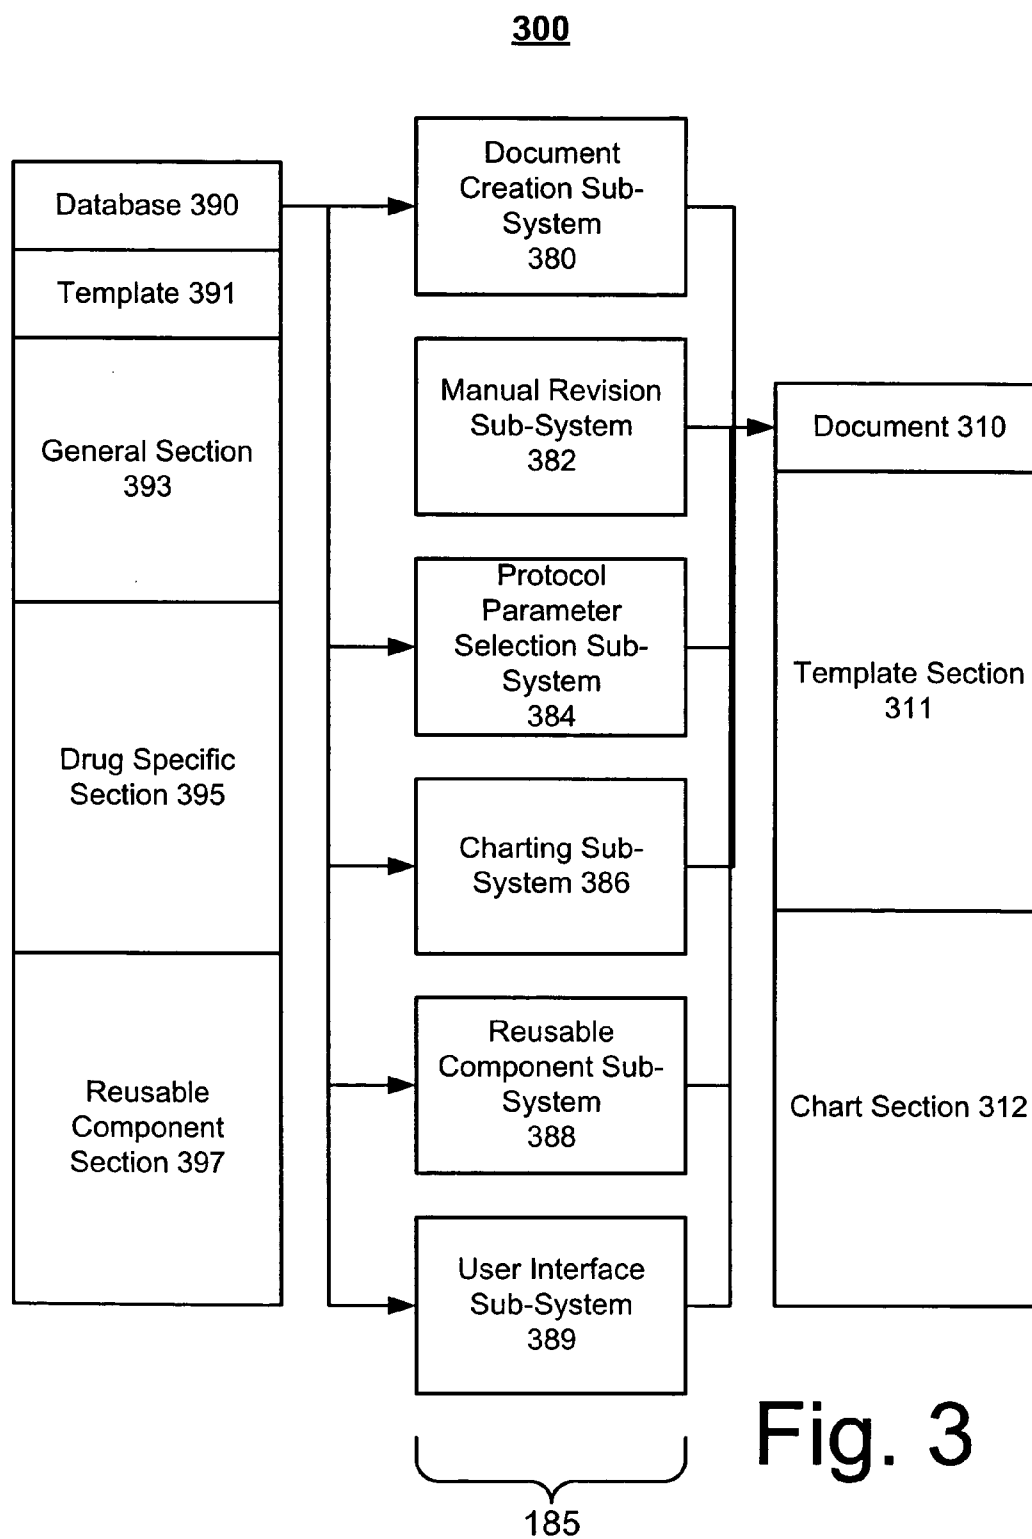 300
Database 390
Template 391
General Section
393
Drug Specific
Section 395
Reusable
Component
Section 397
Document
Creation Sub-
System
380
Manual Revision
Sub-System
382
Protocol
Parameter
Selection Sub-
System
384
Charting Sub-
System 386
Reusable
Component Sub-
System
388
User Interface
Sub-System
389
185
Document 310
Template Section
311
Chart Section 312
Fig. 3